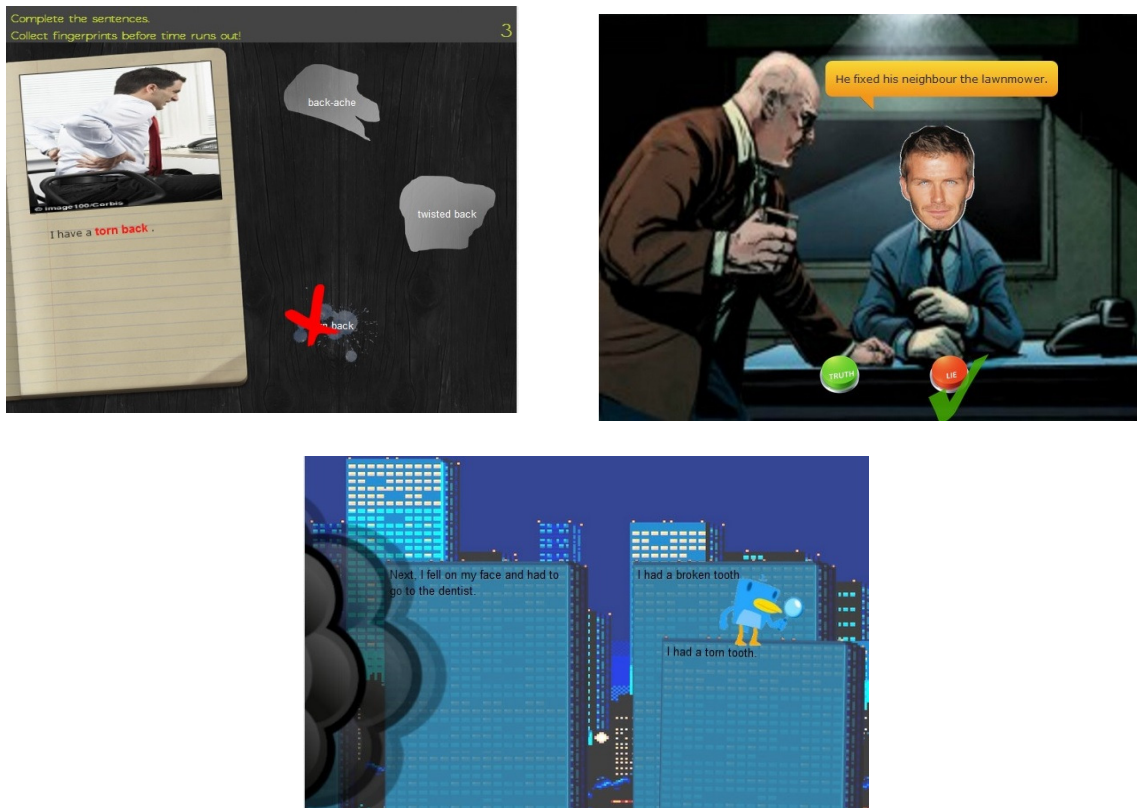 Complete the sentences.
Collect fingerprints before time runs out!
3
back-ache
© image100/Corbis
twisted back
I have a torn back .
back
He fixed his neighbour the lawnmower.
TRUTH
LIE
Next, I fell on my face and had to
go to the dentist.
I had a broken tooth
I had a torn tooth.